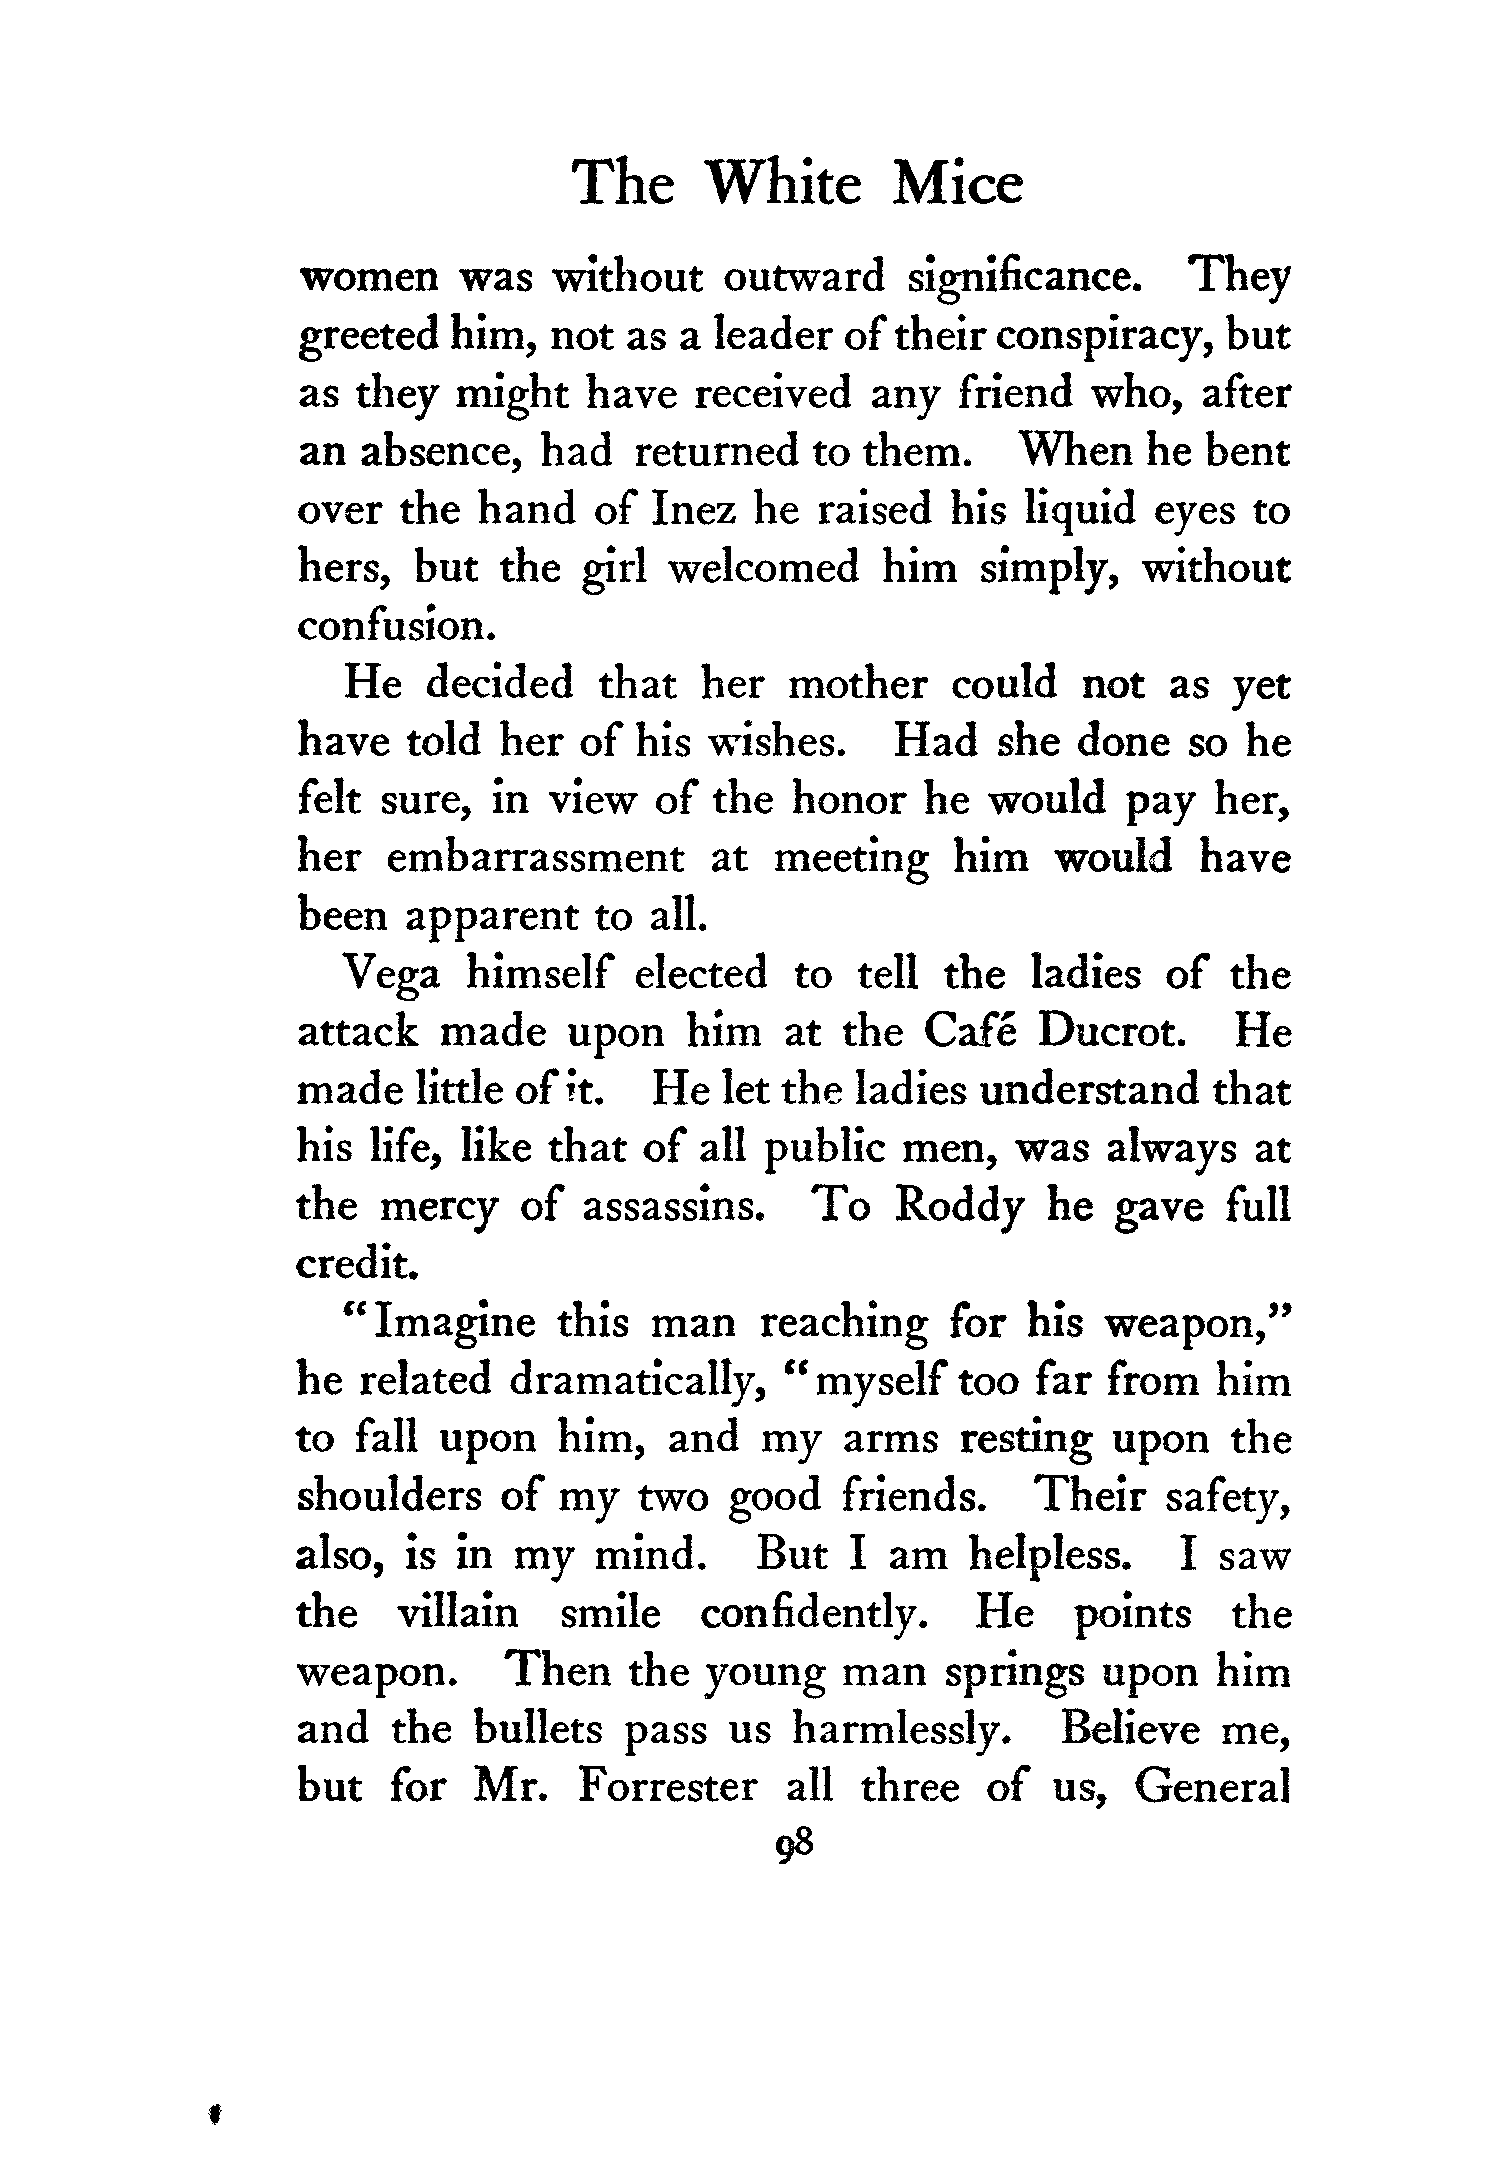 The White Mice
women was without outward significance. They
greeted him, not as a leader of their conspiracy, but
as they might have received any friend who, after
an absence, had returned to them. When he bent
over the hand of Inez he raised his liquid eyes to
hers, but the girl welcomed him simply, without
confusion.
He decided that her mother could not as yet
have told her of his wishes. Had she done so he
felt sure, in view of the honor he would pay her,
her embarrassment at meeting him would have
been apparent to all.
Vega himself elected to tell the ladies of the
attack made upon him at the Café Ducrot. He
made little of it. He let the ladies understand that
his life, like that of all public men, was always at
the mercy of assassins. To Roddy he gave full
credit.
“Imagine this man reaching for his weapon,”
he related dramatically, “myself too far from him
to fall upon him, and my arms resting upon the
shoulders of my two good friends. Their safety,
also, is in my mind. But I am helpless. I saw
the villain smile confidently. He points the
weapon. Then the young man springs upon him
and the bullets pass us harmlessly. Believe me,
but for Mr. Forrester all three of us, General
98